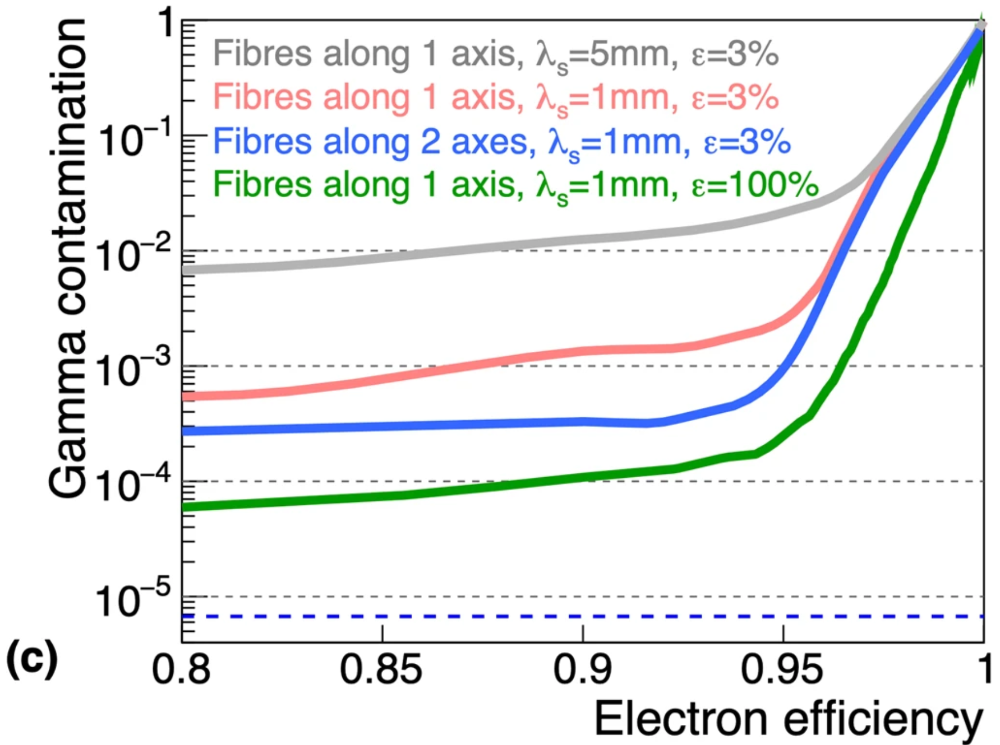 Gamma contamination
1
10⁻¹
10⁻²
10⁻³
10⁻⁴
10⁻⁵
Fibres along 1 axis, λₛ=5mm, ε=3%
Fibres along 1 axis, λₛ=1mm, ε=3%
Fibres along 2 axes, λₛ=1mm, ε=3%
Fibres along 1 axis, λₛ=1mm, ε=100%
(c)
0.8 0.85 0.9 0.95 1
Electron efficiency